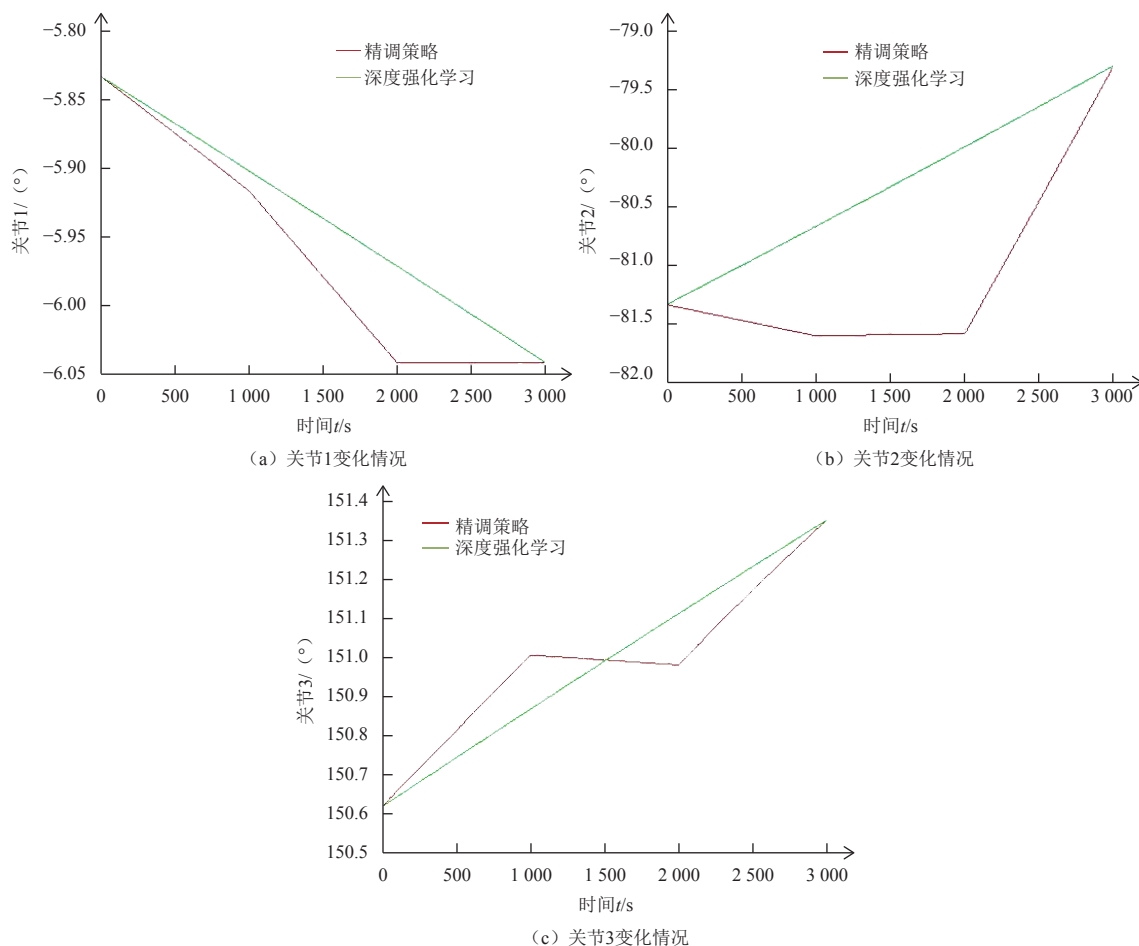 −5.80
−5.85
−5.90
−5.95
−6.00
−6.05
关节1/（°）
精调策略
深度强化学习
0 500 1 000 1 500 2 000 2 500 3 000
时间t/s
（a）关节1变化情况
−79.0
−79.4
−80.0
−80.5
−81.0
−81.5
−82.0
关节2/（°）
精调策略
深度强化学习
0 500 1 000 1 500 2 000 2 500 3 000
时间t/s
（b）关节2变化情况
151.4
151.3
151.2
151.1
151.0
150.9
150.8
150.7
150.6
150.5
关节3/（°）
精调策略
深度强化学习
0 500 1 000 1 500 2 000 2 500 3 000
时间t/s
（c）关节3变化情况